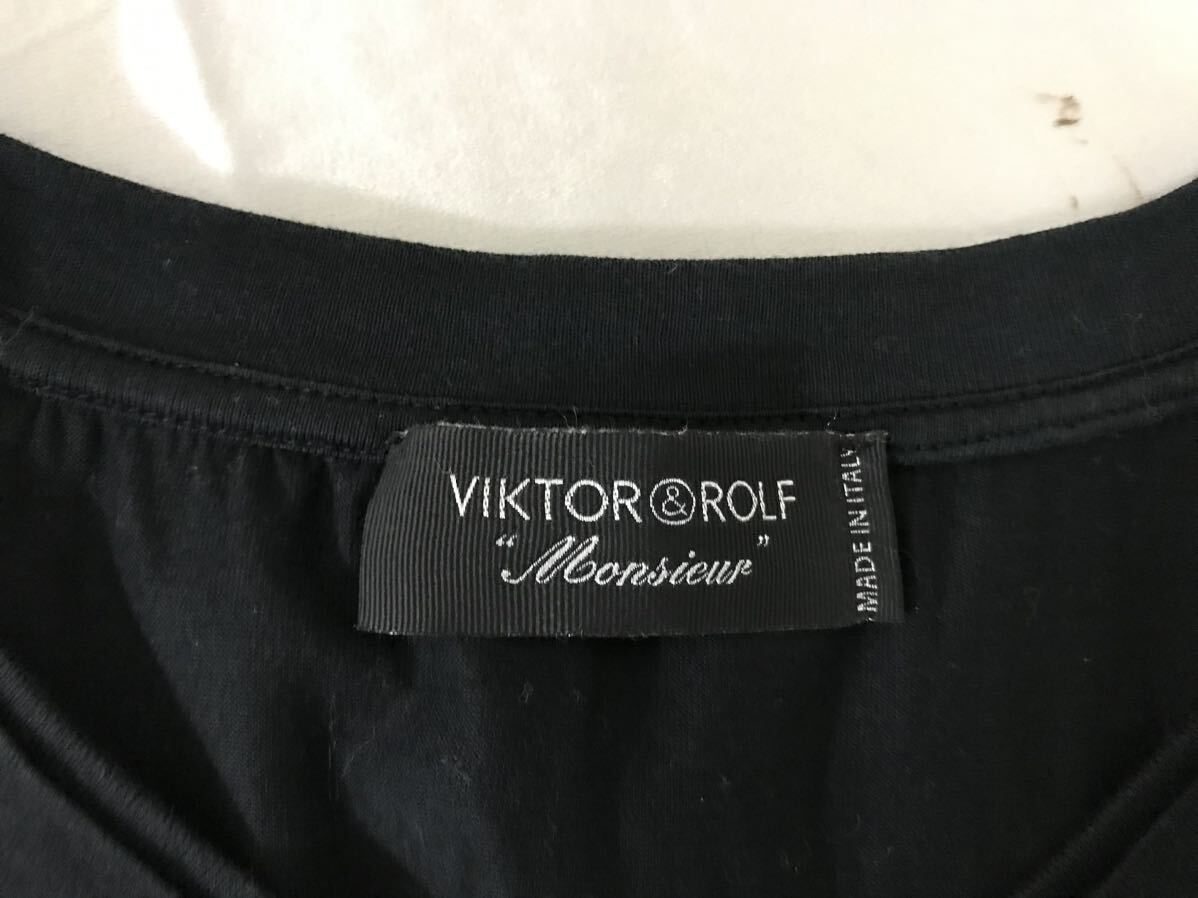 VIKTOR & ROLF
"Monsieur"
MADE IN ITALY